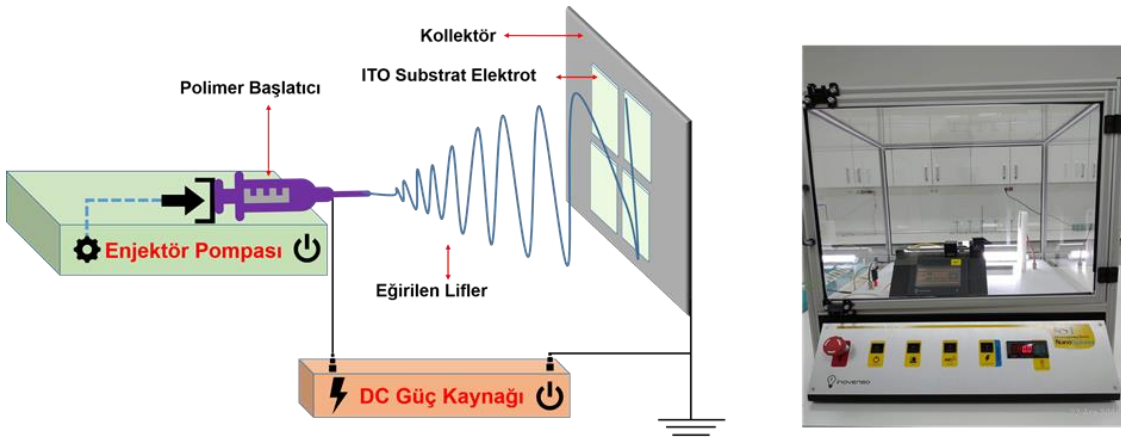 Kollektör
ITO Substrat Elektrot
Polimer Başlatıcı
Enjektör Pompası
Eğirilen Lifler
DC Güç Kaynağı
inovenso